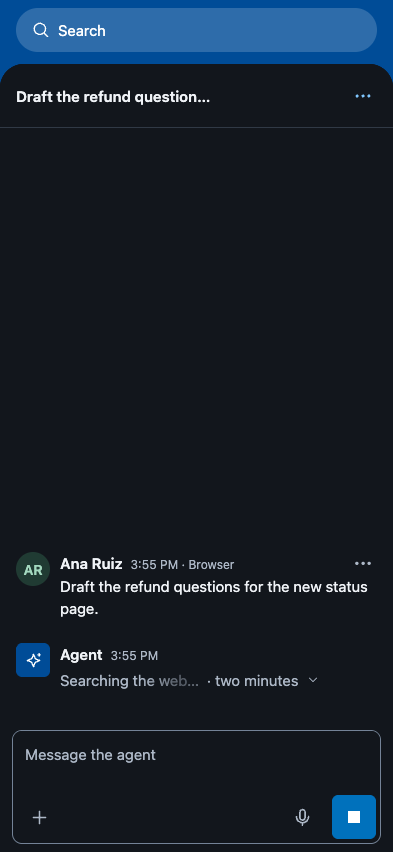 Search
Draft the refund question...
AR
Ana Ruiz 3:55 PM · Browser
Draft the refund questions for the new status
page.
Agent 3:55 PM
Searching the web... · two minutes
Message the agent